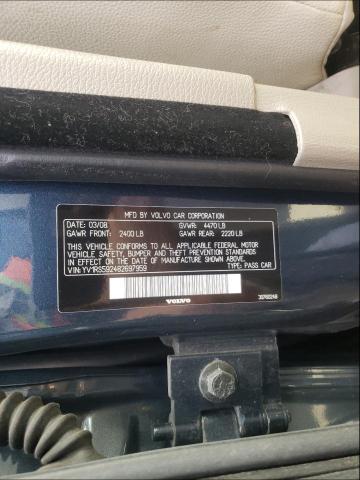 MFD BY VOLVO CAR CORPORATION
DATE: 03/08 GVWR: 4470 LB
GAWR FRONT: 2400 LB GAWR REAR: 2220 LB
THIS VEHICLE CONFORMS TO ALL APPLICABLE FEDERAL MOTOR
VEHICLE SAFETY, BUMPER AND THEFT PREVENTION STANDARDS
IN EFFECT ON THE DATE OF MANUFACTURE SHOWN ABOVE.
VIN: YV1RS592482697959 TYPE: PASS CAR
VOLVO